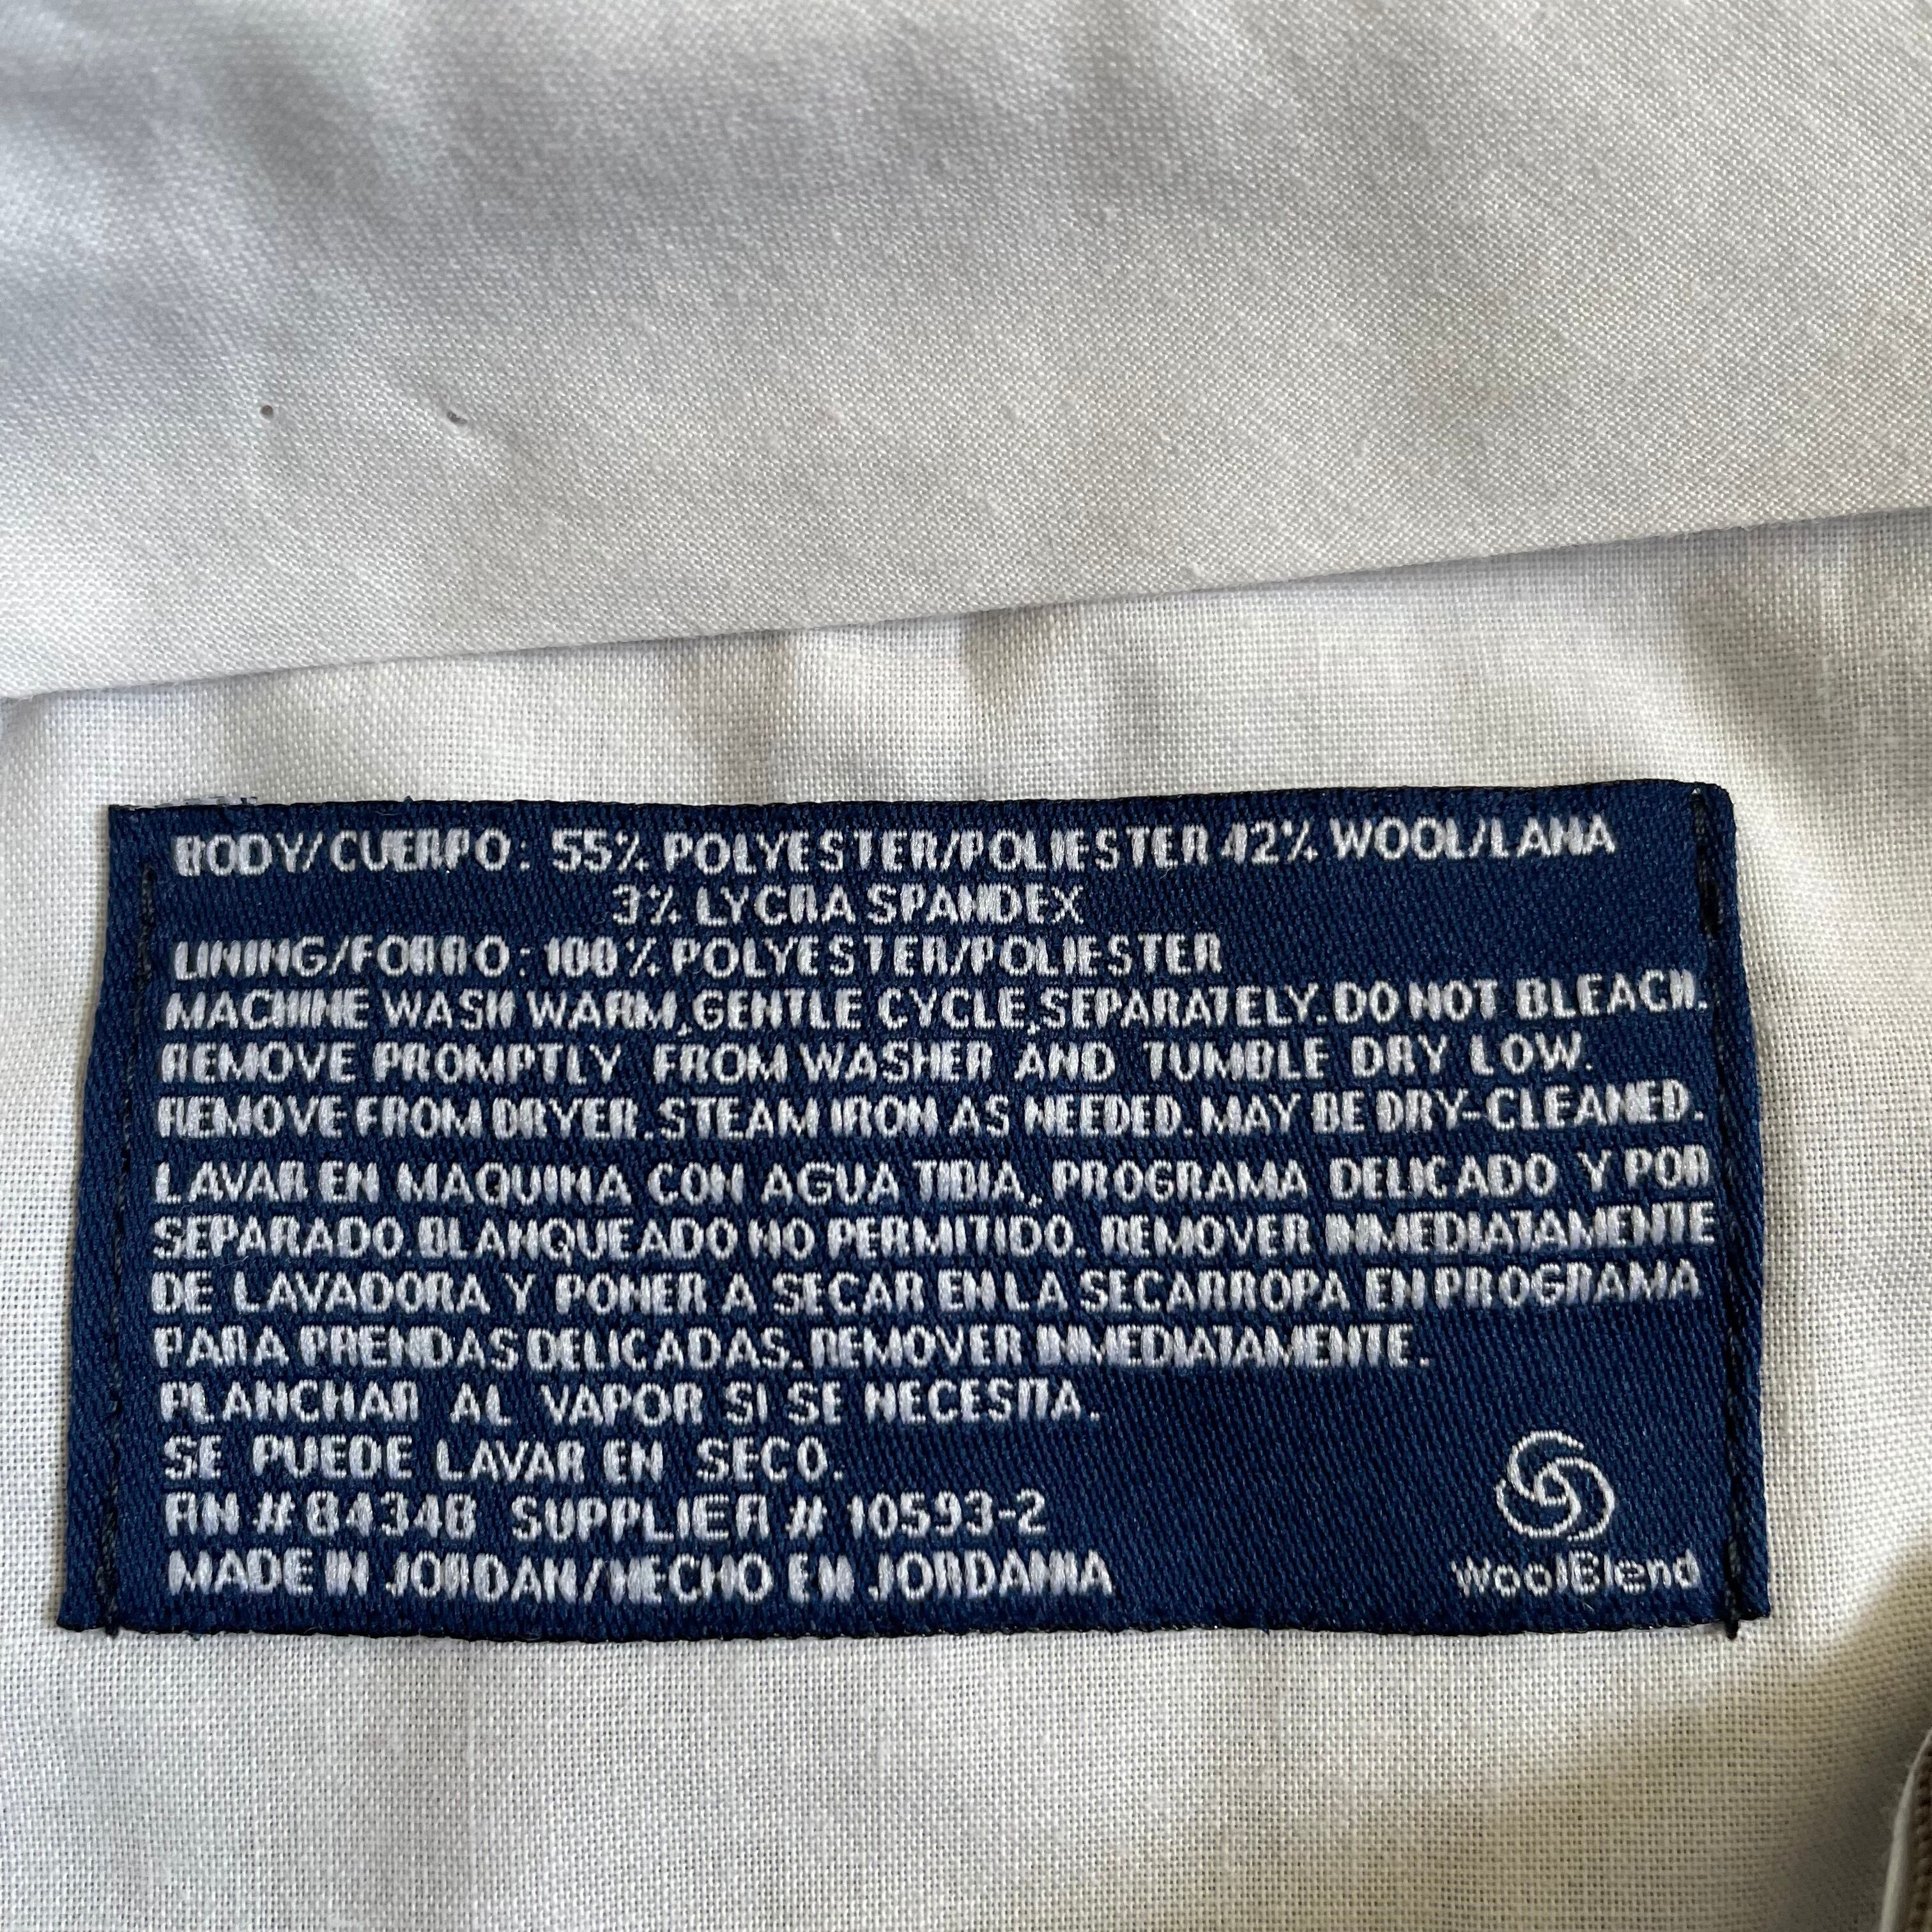 BODY/CUERPO: 55% POLYESTER/POLIESTER 42% WOOL/LANA
3% LYCRA SPANDEX
LINING/FORRO: 100% POLYESTER/POLIESTER
MACHINE WASH WARM, GENTLE CYCLE, SEPARATELY. DO NOT BLEACH.
REMOVE PROMPTLY FROM WASHER AND TUMBLE DRY LOW.
REMOVE FROM DRYER. STEAM IRON AS NEEDED. MAY BE DRY-CLEANED.
LAVAR EN MAQUINA CON AGUA TIBIA, PROGRAMA DELICADO Y POR
SEPARADO. BLANQUEADO NO PERMITIDO. REMOVER INMEDIATAMENTE
DE LAVADORA Y PONER A SECAR EN LA SECARROPA EN PROGRAMA
PARA PRENDAS DELICADAS. REMOVER INMEDIATAMENTE.
PLANCHAR AL VAPOR SI SE NECESITA.
SE PUEDE LAVAR EN SECO.
RN # 84348 SUPPLIER # 10593-2
MADE IN JORDAN/HECHO EN JORDANIA
WoolBlend